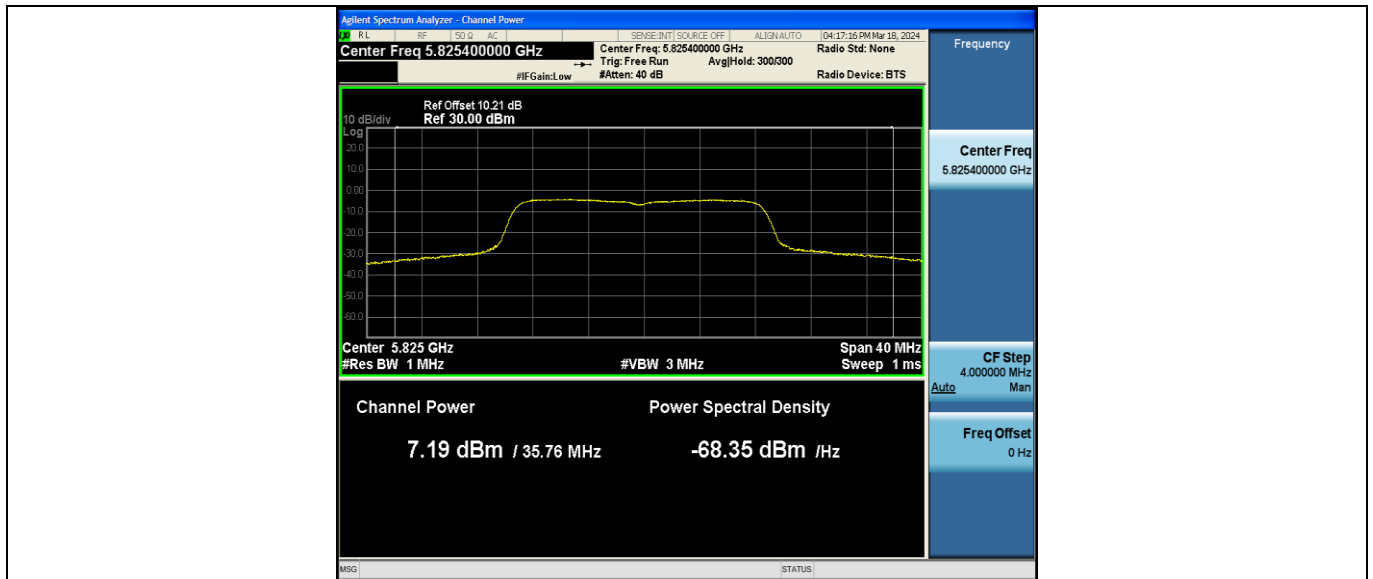 Agilent Spectrum Analyzer - Channel Power
LXI RL RF 50 Ω AC SENSE:INT SOURCE OFF ALIGN AUTO 04:17:16 PM Mar 18, 2024
Center Freq 5.825400000 GHz
Center Freq: 5.825400000 GHz
Radio Std: None
Trig: Free Run Avg|Hold: 300/300
#IFGain:Low
#Atten: 40 dB
Radio Device: BTS
Frequency
Ref Offset 10.21 dB
10 dB/div Ref 30.00 dBm
Log
20.0
10.0
0.00
-10.0
-20.0
-30.0
-40.0
-50.0
-60.0
Center 5.825 GHz
Span 40 MHz
#Res BW 1 MHz
#VBW 3 MHz
Sweep 1 ms
Channel Power
Power Spectral Density
7.19 dBm / 35.76 MHz
-68.35 dBm /Hz
Center Freq
5.825400000 GHz
CF Step
4.000000 MHz
Auto Man
Freq Offset
0 Hz
MSG
STATUS